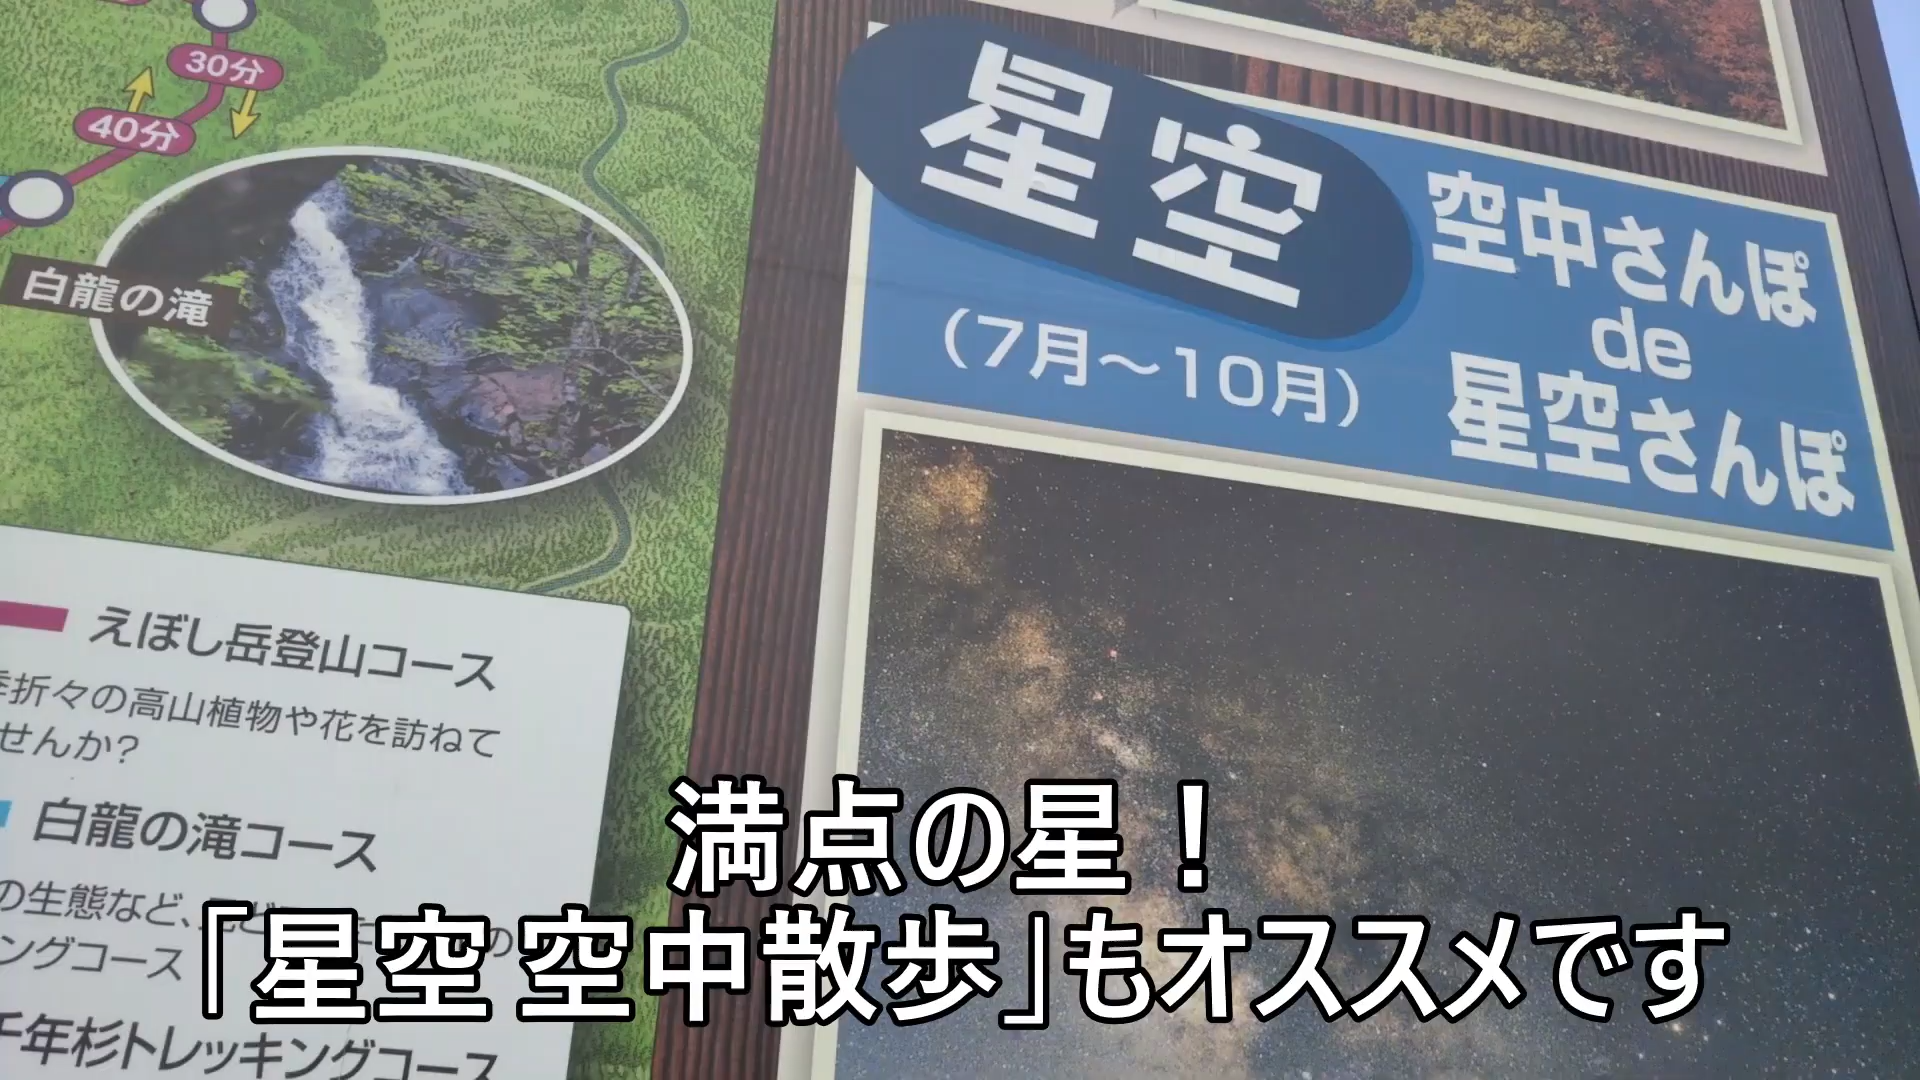 30分
40分
白龍の滝
えぼし岳登山コース
折々の高山植物や花を訪ねて
せんか？
白龍の滝コース
の生態など、
ングコース
千年杉トレッキングコース
星空
(7月～10月)
空中さんぽ
de
星空さんぽ
満点の星！
「星空 空中散歩」もオススメです